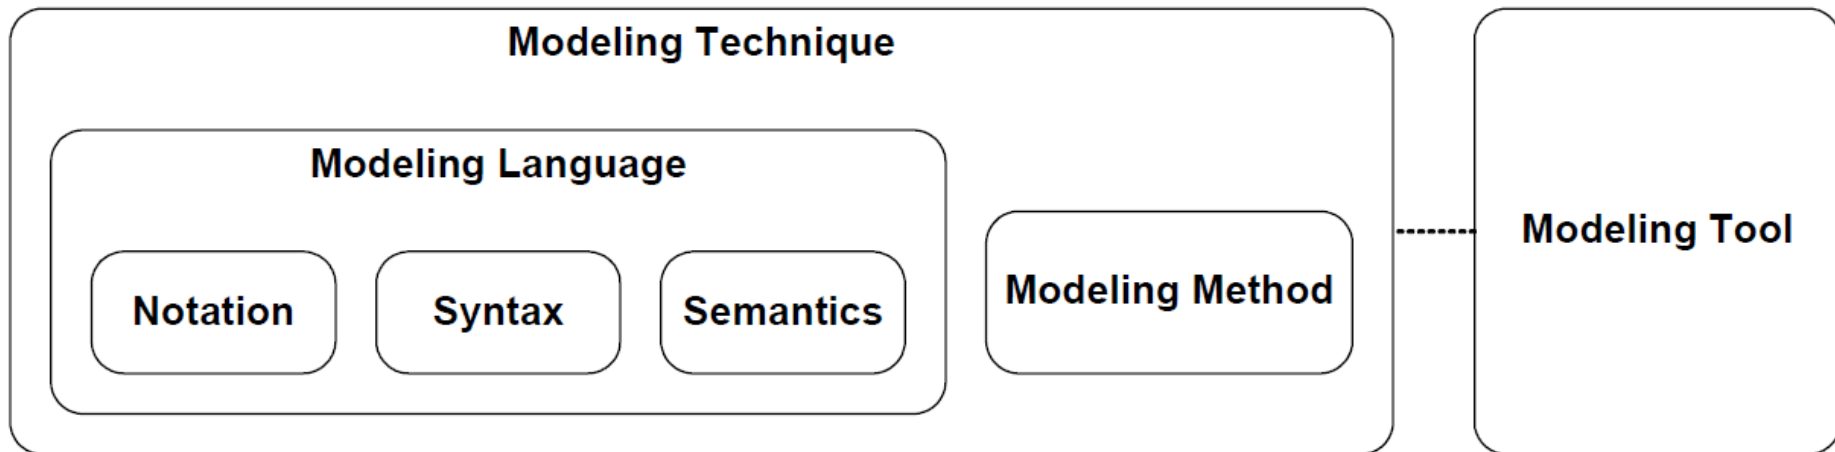 Modeling Technique
Modeling Language
Notation
Syntax
Semantics
Modeling Method
Modeling Tool